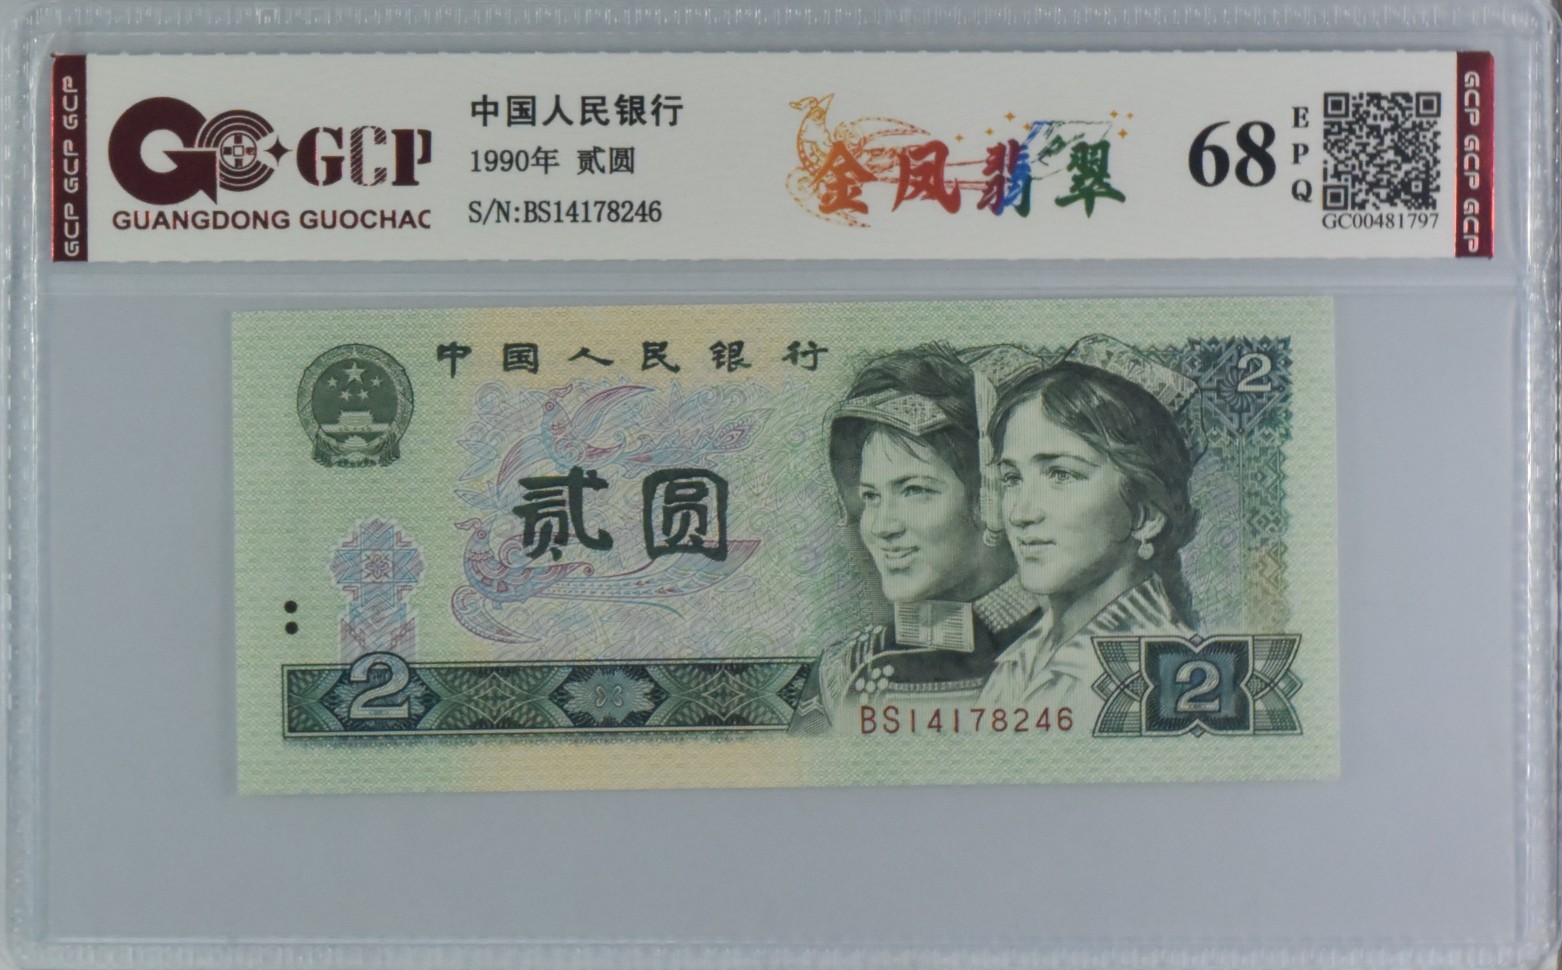 GCP GCP GCP
GCP
GUANGDONG GUOCHAO
中国人民银行
1990年 贰圆
S/N:BS14178246
金凤翡翠
68
EPQ
GC00481797
GCP GCP GCP
中国人民银行
2
贰圆
2
2
BS14178246